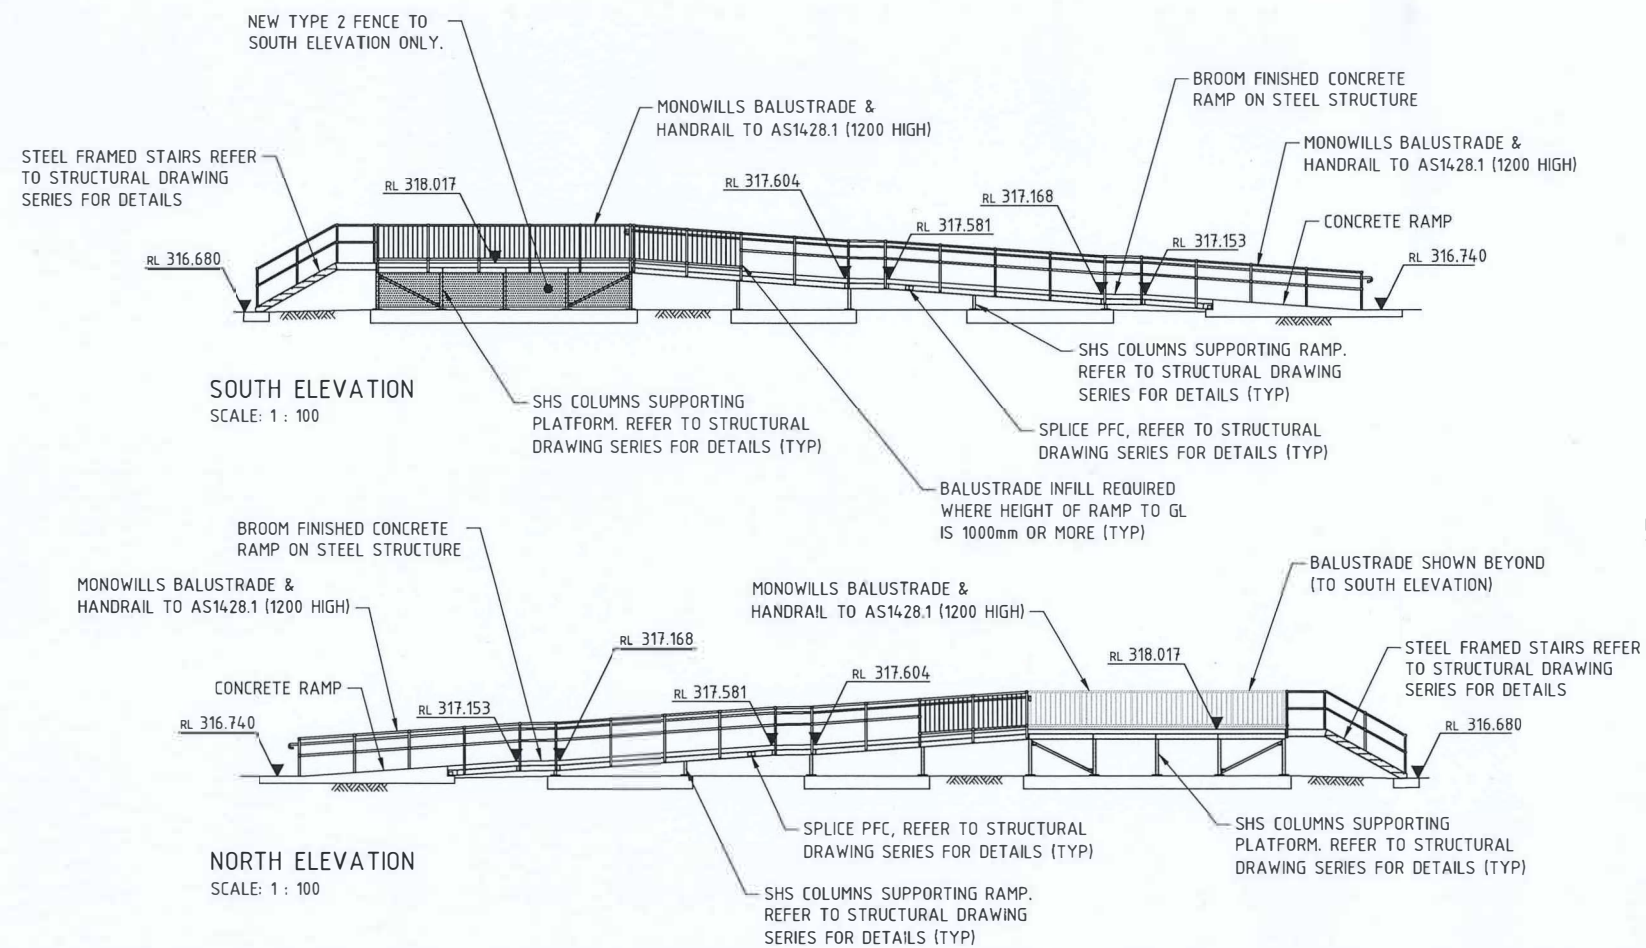 NEW TYPE 2 FENCE TO
SOUTH ELEVATION ONLY.
MONOWILLS BALUSTRADE &
HANDRAIL TO AS1428.1 (1200 HIGH)
BROOM FINISHED CONCRETE
RAMP ON STEEL STRUCTURE
STEEL FRAMED STAIRS REFER
TO STRUCTURAL DRAWING
SERIES FOR DETAILS
MONOWILLS BALUSTRADE &
HANDRAIL TO AS1428.1 (1200 HIGH)
RL 318.017
RL 317.604
RL 317.168
RL 317.581
CONCRETE RAMP
RL 317.153
RL 316.680
RL 316.740
SOUTH ELEVATION
SCALE: 1 : 100
SHS COLUMNS SUPPORTING
PLATFORM. REFER TO STRUCTURAL
DRAWING SERIES FOR DETAILS (TYP)
SHS COLUMNS SUPPORTING RAMP.
REFER TO STRUCTURAL DRAWING
SERIES FOR DETAILS (TYP)
SPLICE PFC, REFER TO STRUCTURAL
DRAWING SERIES FOR DETAILS (TYP)
BALUSTRADE INFILL REQUIRED
WHERE HEIGHT OF RAMP TO GL
IS 1000mm OR MORE (TYP)
BROOM FINISHED CONCRETE
RAMP ON STEEL STRUCTURE
MONOWILLS BALUSTRADE &
HANDRAIL TO AS1428.1 (1200 HIGH)
MONOWILLS BALUSTRADE &
HANDRAIL TO AS1428.1 (1200 HIGH)
BALUSTRADE SHOWN BEYOND
(TO SOUTH ELEVATION)
RL 317.168
RL 318.017
STEEL FRAMED STAIRS REFER
TO STRUCTURAL DRAWING
SERIES FOR DETAILS
CONCRETE RAMP
RL 317.581
RL 317.604
RL 317.153
RL 316.740
RL 316.680
NORTH ELEVATION
SCALE: 1 : 100
SPLICE PFC, REFER TO STRUCTURAL
DRAWING SERIES FOR DETAILS (TYP)
SHS COLUMNS SUPPORTING
PLATFORM. REFER TO STRUCTURAL
DRAWING SERIES FOR DETAILS (TYP)
SHS COLUMNS SUPPORTING RAMP.
REFER TO STRUCTURAL DRAWING
SERIES FOR DETAILS (TYP)